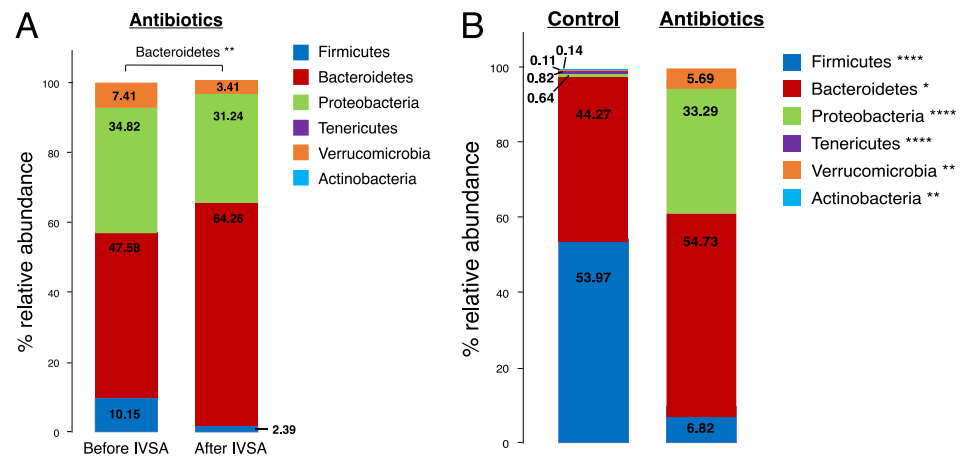 A
Antibiotics
Bacteroidetes **
% relative abundance
100
80
60
40
20
0
7.41
34.82
47.58
10.15
3.41
31.24
64.26
2.39
Before IVSA
After IVSA
Firmicutes
Bacteroidetes
Proteobacteria
Tenericutes
Verrucomicrobia
Actinobacteria
B
Control
Antibiotics
% relative abundance
100
80
60
40
20
0
0.14
0.11
0.82
0.64
44.27
53.97
5.69
33.29
54.73
6.82
Firmicutes ****
Bacteroidetes *
Proteobacteria ****
Tenericutes ****
Verrucomicrobia **
Actinobacteria **